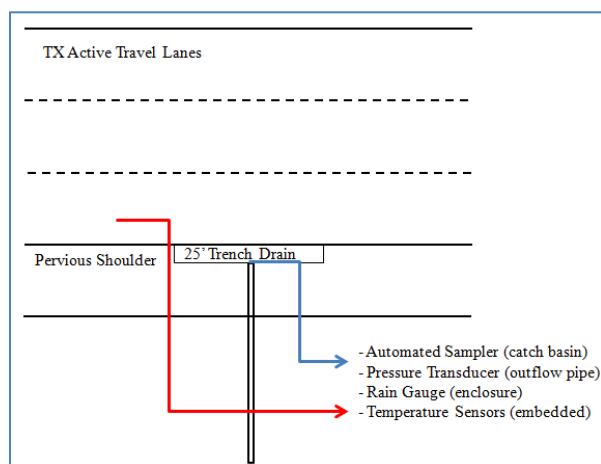 TX Active Travel Lanes
Pervious Shoulder
25' Trench Drain
- Automated Sampler (catch basin)
- Pressure Transducer (outflow pipe)
- Rain Gauge (enclosure)
- Temperature Sensors (embedded)